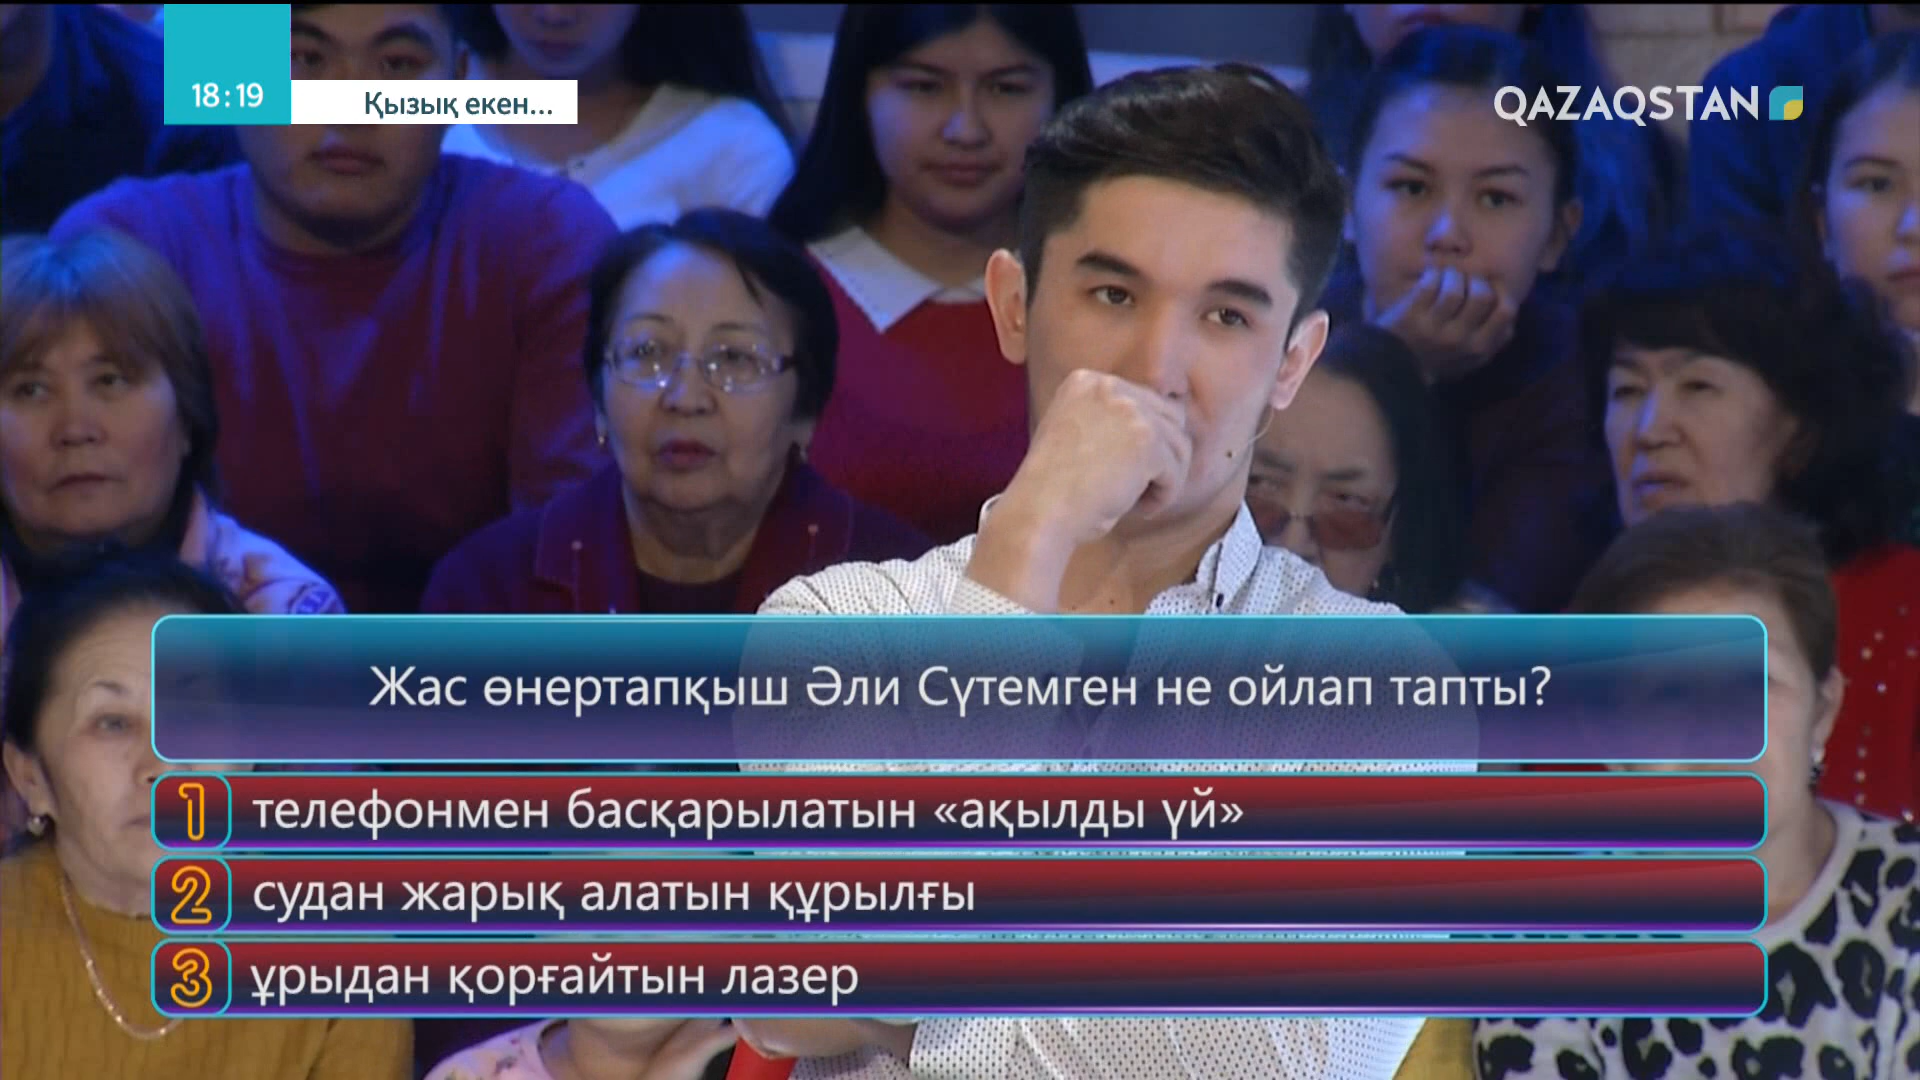 18:19
Қызық екен...
QAZAQSTAN
Жас өнертапқыш Әли Сүтемген не ойлап тапты?
1 телефонмен басқарылатын «ақылды үй»
2 судан жарық алатын құрылғы
3 ұрыдан қорғайтын лазер